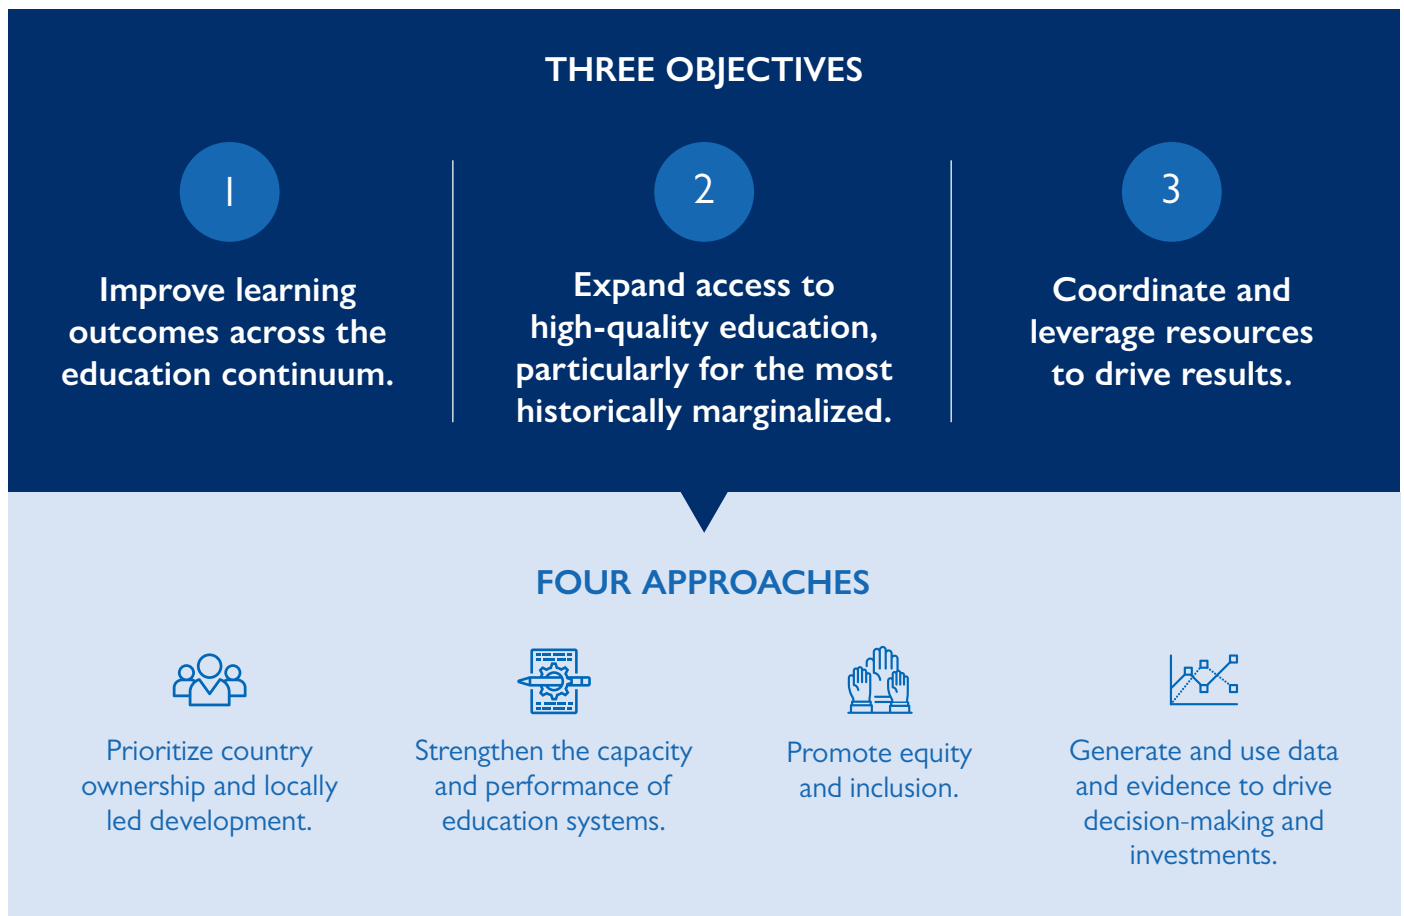 THREE OBJECTIVES
1
Improve learning
outcomes across the
education continuum.
2
Expand access to
high-quality education,
particularly for the most
historically marginalized.
3
Coordinate and
leverage resources
to drive results.
FOUR APPROACHES
Prioritize country
ownership and locally
led development.
Strengthen the capacity
and performance of
education systems.
Promote equity
and inclusion.
Generate and use data
and evidence to drive
decision-making and
investments.